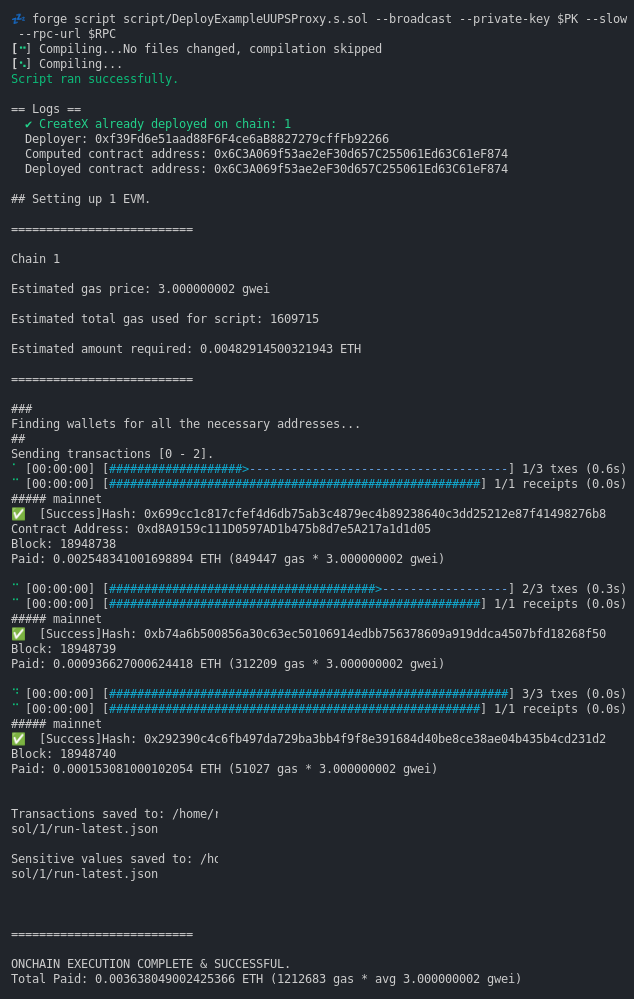 💤 forge script script/DeployExampleUUPSProxy.s.sol --broadcast --private-key $PK --slow
--rpc-url $RPC
[⠒] Compiling...No files changed, compilation skipped
[⠢] Compiling...
Script ran successfully.
== Logs ==
✔ CreateX already deployed on chain: 1
Deployer: 0xf39Fd6e51aad88F6F4ce6aB8827279cffFb92266
Computed contract address: 0x6C3A069f53ae2eF30d657C255061Ed63C61eF874
Deployed contract address: 0x6C3A069f53ae2eF30d657C255061Ed63C61eF874
## Setting up 1 EVM.
==========================
Chain 1
Estimated gas price: 3.000000002 gwei
Estimated total gas used for script: 1609715
Estimated amount required: 0.00482914500321943 ETH
==========================
###
Finding wallets for all the necessary addresses...
##
Sending transactions [0 - 2].
⠁ [00:00:00] [###################>-------------------------------------] 1/3 txes (0.6s)
⠉ [00:00:00] [#####################################################] 1/1 receipts (0.0s)
##### mainnet
✅ [Success]Hash: 0x699cc1c817cfef4d6db75ab3c4879ec4b89238640c3dd25212e87f41498276b8
Contract Address: 0xd8A9159c111D0597AD1b475b8d7e5A217a1d1d05
Block: 18948738
Paid: 0.002548341001698894 ETH (849447 gas * 3.000000002 gwei)
⠉ [00:00:00] [######################################>------------------] 2/3 txes (0.3s)
⠉ [00:00:00] [#####################################################] 1/1 receipts (0.0s)
##### mainnet
✅ [Success]Hash: 0xb74a6b500856a30c63ec50106914edbb756378609a919ddca4507bfd18268f50
Block: 18948739
Paid: 0.000936627000624418 ETH (312209 gas * 3.000000002 gwei)
⠙ [00:00:00] [#########################################################] 3/3 txes (0.0s)
⠉ [00:00:00] [#####################################################] 1/1 receipts (0.0s)
##### mainnet
✅ [Success]Hash: 0x292390c4c6fb497da729ba3bb4f9f8e391684d40be8ce38ae04b435b4cd231d2
Block: 18948740
Paid: 0.000153081000102054 ETH (51027 gas * 3.000000002 gwei)
Transactions saved to: /home/r
sol/1/run-latest.json
Sensitive values saved to: /ho
sol/1/run-latest.json
==========================
ONCHAIN EXECUTION COMPLETE & SUCCESSFUL.
Total Paid: 0.003638049002425366 ETH (1212683 gas * avg 3.000000002 gwei)